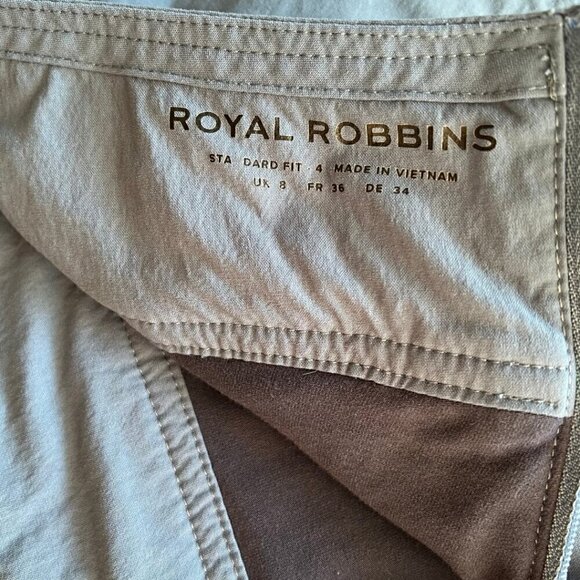 ROYAL ROBBINS
STA DARD FIT 4 MADE IN VIETNAM
UK 8 FR 36 DE 34